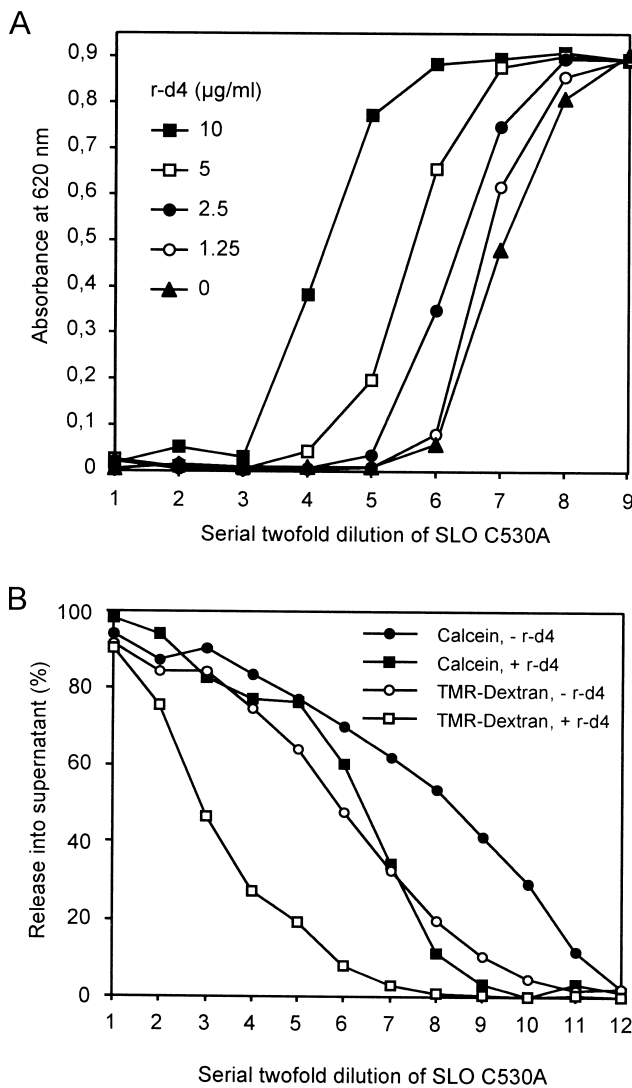 A
0,9
0,8
0,7
0,6
0,5
0,4
0,3
0,2
0,1
0
Absorbance at 620 nm
r-d4 (µg/ml)
10
5
2.5
1.25
0
1 2 3 4 5 6 7 8 9
Serial twofold dilution of SLO C530A
B
100
80
60
40
20
0
Release into supernatant (%)
Calcein, - r-d4
Calcein, + r-d4
TMR-Dextran, - r-d4
TMR-Dextran, + r-d4
1 2 3 4 5 6 7 8 9 10 11 12
Serial twofold dilution of SLO C530A